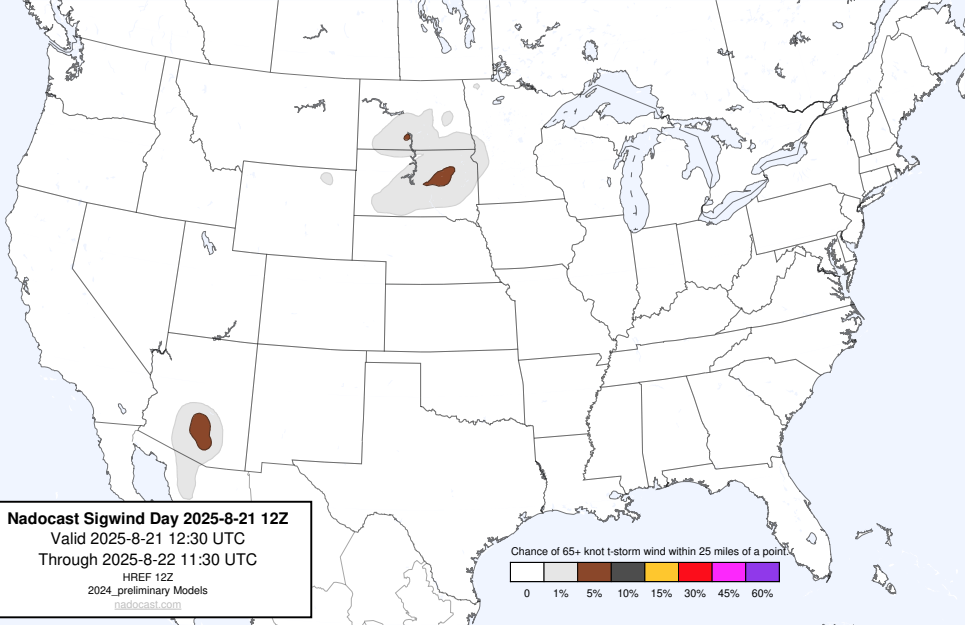 Nadocast Sigwind Day 2025-8-21 12Z
Valid 2025-8-21 12:30 UTC
Through 2025-8-22 11:30 UTC
HREF 12Z
2024_preliminary Models
nadocast.com
Chance of 65+ knot t-storm wind within 25 miles of a point.
0 1% 5% 10% 15% 30% 45% 60%